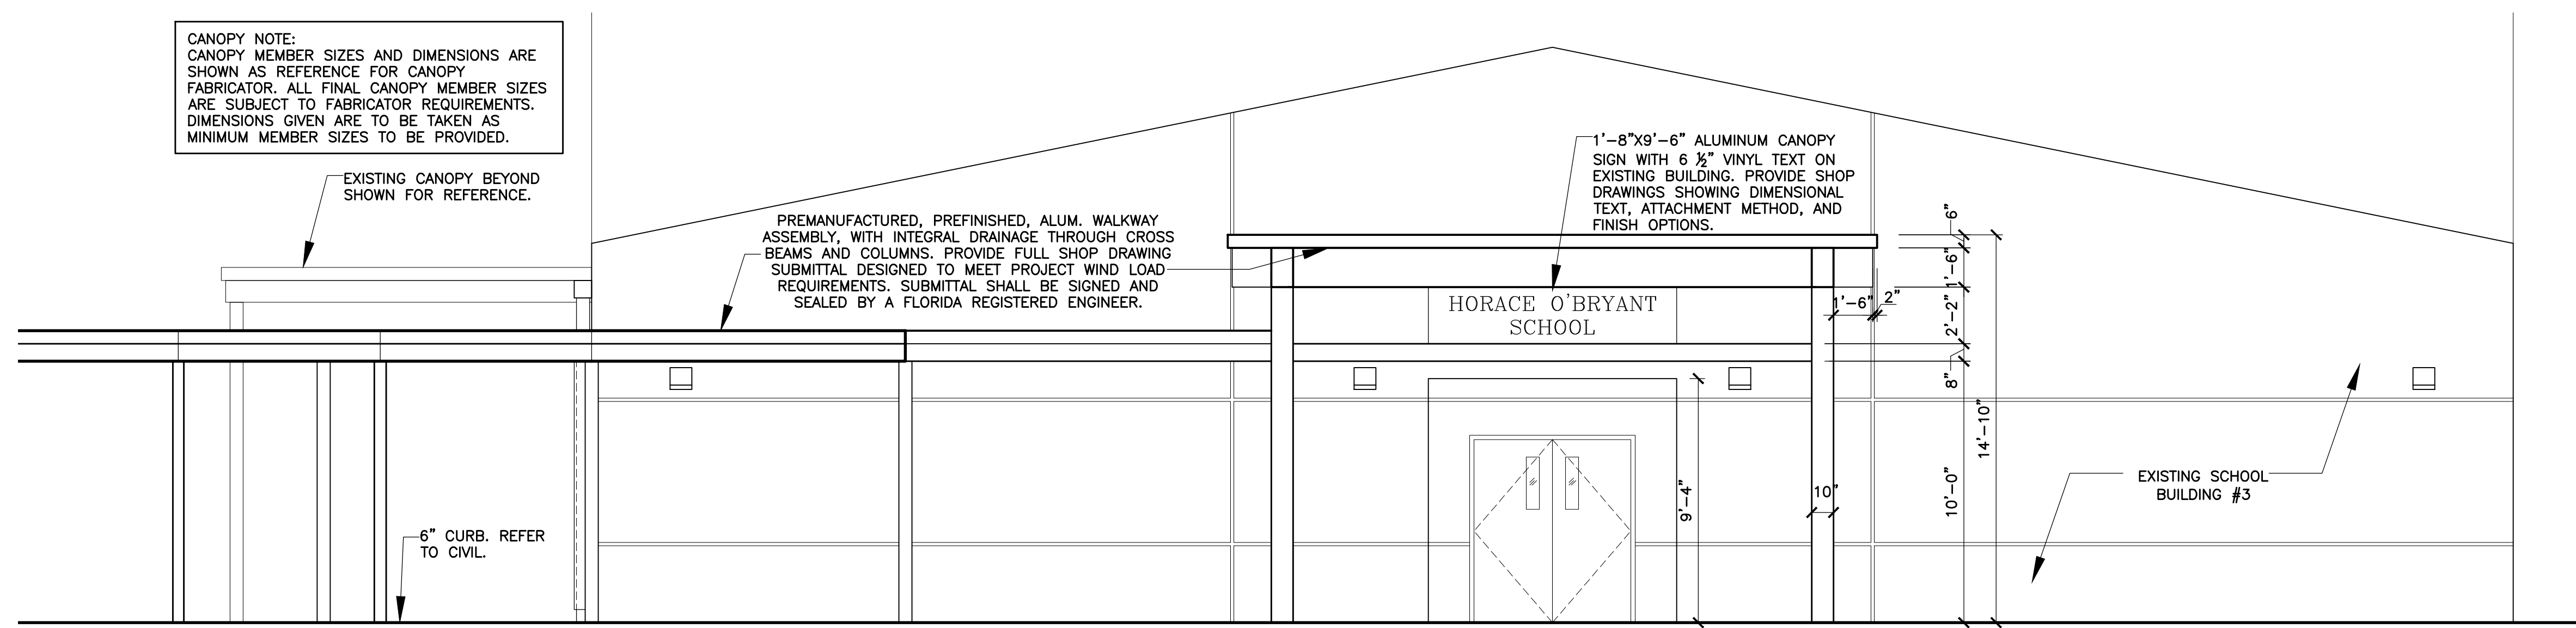 CANOPY NOTE:
CANOPY MEMBER SIZES AND DIMENSIONS ARE
SHOWN AS REFERENCE FOR CANOPY
FABRICATOR. ALL FINAL CANOPY MEMBER SIZES
ARE SUBJECT TO FABRICATOR REQUIREMENTS.
DIMENSIONS GIVEN ARE TO BE TAKEN AS
MINIMUM MEMBER SIZES TO BE PROVIDED.
EXISTING CANOPY BEYOND
SHOWN FOR REFERENCE.
PREMANUFACTURED, PREFINISHED, ALUM. WALKWAY
ASSEMBLY, WITH INTEGRAL DRAINAGE THROUGH CROSS
BEAMS AND COLUMNS. PROVIDE FULL SHOP DRAWING
SUBMITTAL DESIGNED TO MEET PROJECT WIND LOAD
REQUIREMENTS. SUBMITTAL SHALL BE SIGNED AND
SEALED BY A FLORIDA REGISTERED ENGINEER.
1'-8"X9'-6" ALUMINUM CANOPY
SIGN WITH 6 ½" VINYL TEXT ON
EXISTING BUILDING. PROVIDE SHOP
DRAWINGS SHOWING DIMENSIONAL
TEXT, ATTACHMENT METHOD, AND
FINISH OPTIONS.
HORACE O'BRYANT
SCHOOL
6"
1'-6"
2'-2"
8"
10'-0"
14'-10"
1'-6"
2"
9'-4"
10"
6" CURB. REFER
TO CIVIL.
EXISTING SCHOOL
BUILDING #3